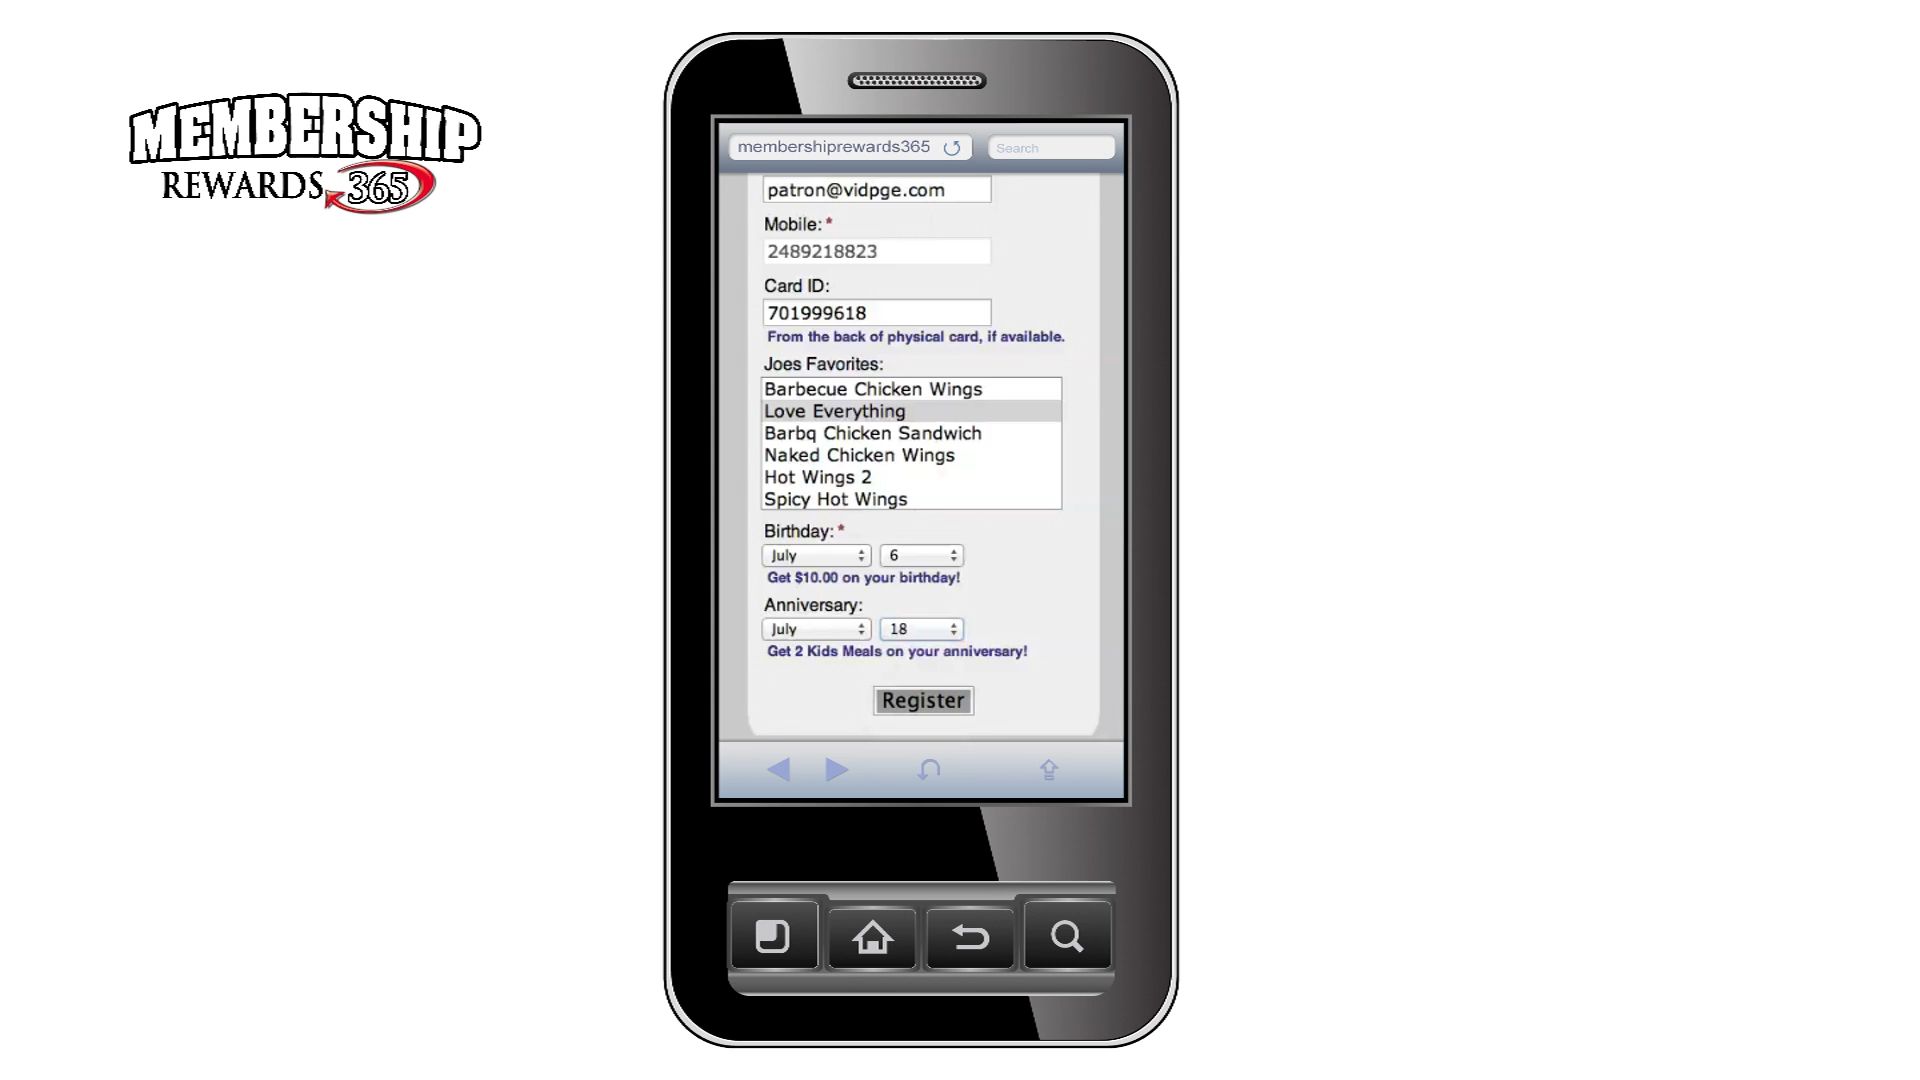 MEMBERSHIP
REWARDS 365
membershiprewards365
Search
patron@vidpge.com
Mobile: *
2489218823
Card ID:
701999618
From the back of physical card, if available.
Joes Favorites:
Barbecue Chicken Wings
Love Everything
Barbq Chicken Sandwich
Naked Chicken Wings
Hot Wings 2
Spicy Hot Wings
Birthday: *
July 6
Get $10.00 on your birthday!
Anniversary:
July 18
Get 2 Kids Meals on your anniversary!
Register